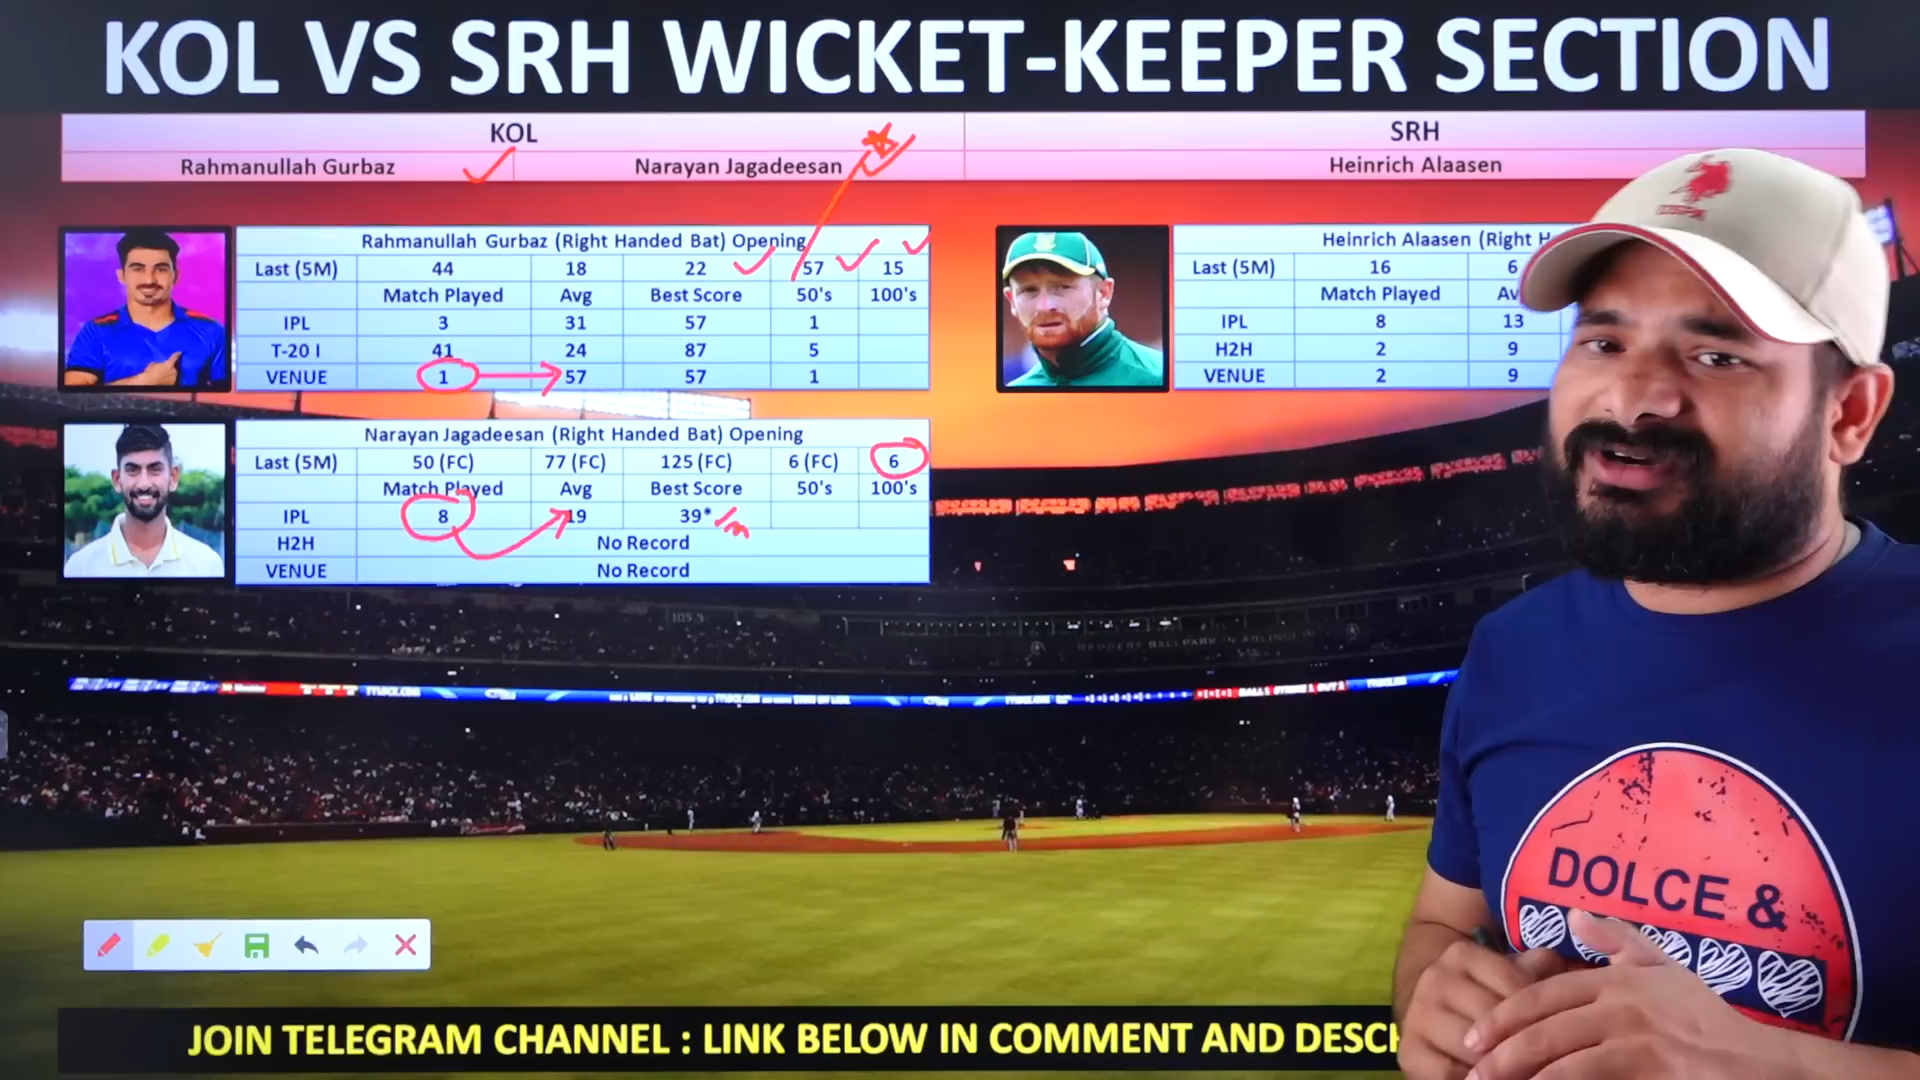 KOL VS SRH WICKET-KEEPER SECTION
KOL SRH
Rahmanullah Gurbaz Narayan Jagadeesan Heinrich Alaasen
Rahmanullah Gurbaz (Right Handed Bat) Opening
Last (5M) 44 18 22 57 15
Match Played Avg Best Score 50's 100's
IPL 3 31 57 1
T-20 I 41 24 87 5
VENUE 1 57 57 1
Narayan Jagadeesan (Right Handed Bat) Opening
Last (5M) 50 (FC) 77 (FC) 125 (FC) 6 (FC) 6
Match Played Avg Best Score 50's 100's
IPL 8 19 39*
H2H No Record
VENUE No Record
Heinrich Alaasen (Right H
Last (5M) 16 6
Match Played Av
IPL 8 13
H2H 2 9
VENUE 2 9
USPA
DOLCE &
JOIN TELEGRAM CHANNEL : LINK BELOW IN COMMENT AND DESCR